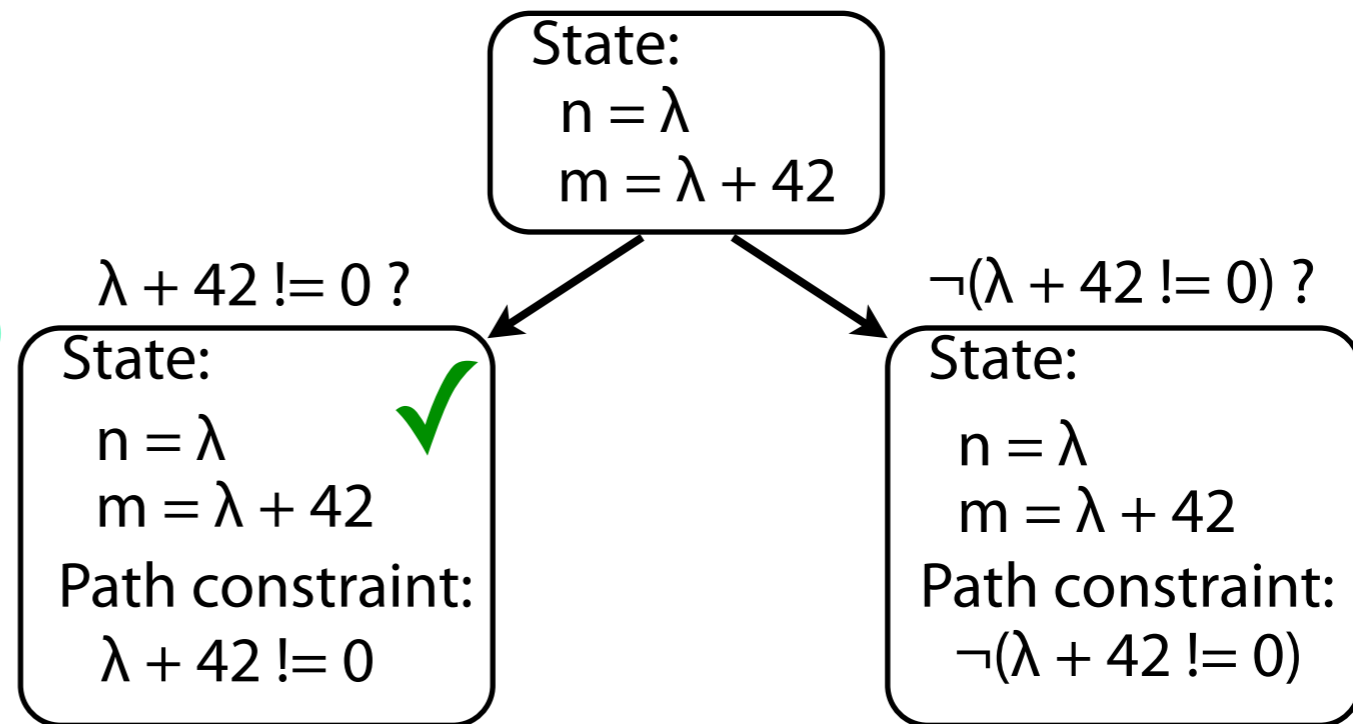 State:
n = λ
m = λ + 42
λ + 42 != 0 ?
State:
n = λ
m = λ + 42
Path constraint:
λ + 42 != 0
¬(λ + 42 != 0) ?
State:
n = λ
m = λ + 42
Path constraint:
¬(λ + 42 != 0)